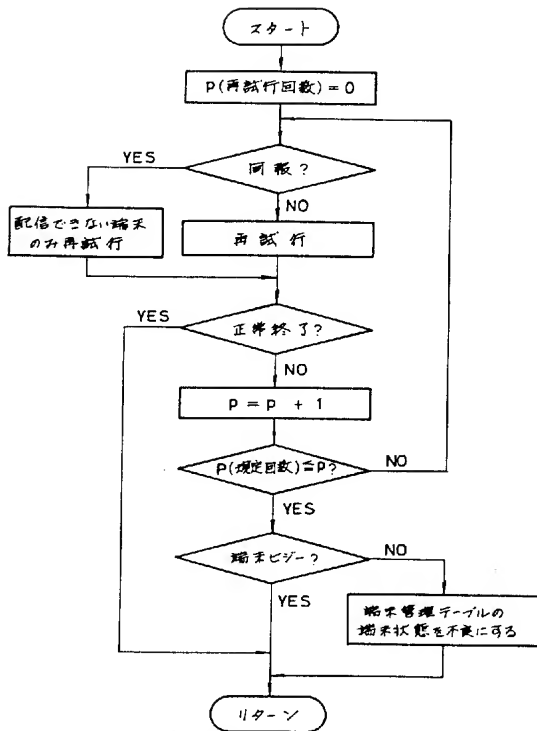 スタート
P(再試行回数)=0
同報?
YES
NO
配信できない端末
のみ再試行
再試行
正常終了?
YES
NO
P = P + 1
P(規定回数)≦P?
NO
YES
端末ビジー?
NO
YES
端末管理テーブルの
端末状態を不良にする
リターン